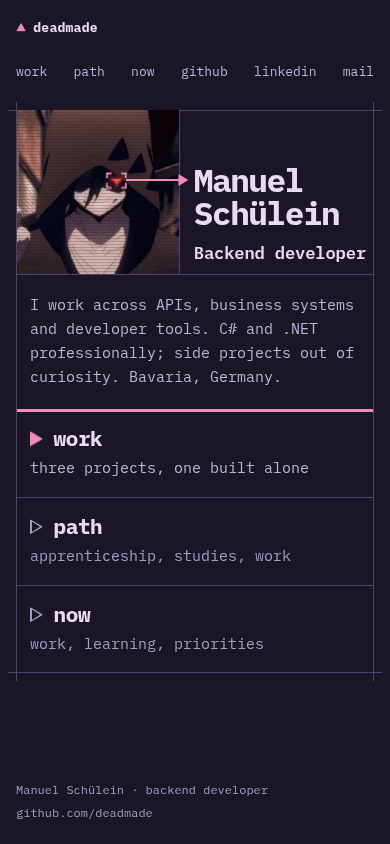 deadmade
work path now github linkedin mail
Manuel
Schülein
Backend developer
I work across APIs, business systems
and developer tools. C# and .NET
professionally; side projects out of
curiosity. Bavaria, Germany.
work
three projects, one built alone
path
apprenticeship, studies, work
now
work, learning, priorities
Manuel Schülein · backend developer
github.com/deadmade